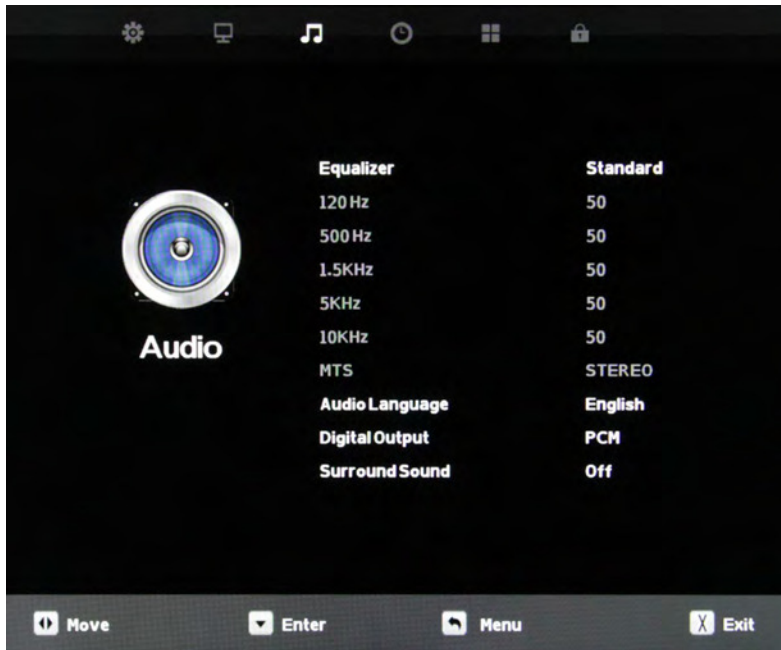 Equalizer Standard
120 Hz 50
500 Hz 50
1.5KHz 50
5KHz 50
10KHz 50
Audio
MTS STEREO
Audio Language English
Digital Output PCM
Surround Sound Off
Move Enter Menu X Exit